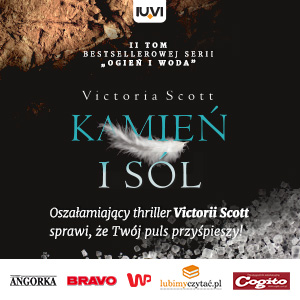 IUVI
II TOM
BESTSELLEROWEJ SERII
„OGIEŃ I WODA”
Victoria Scott
KAMIEŃ
I SÓL
Oszałamiający thriller Victorii Scott
sprawi, że Twój puls przyśpieszy!
ANGORKA BRAVO WP lubimyczytać.pl Cogito